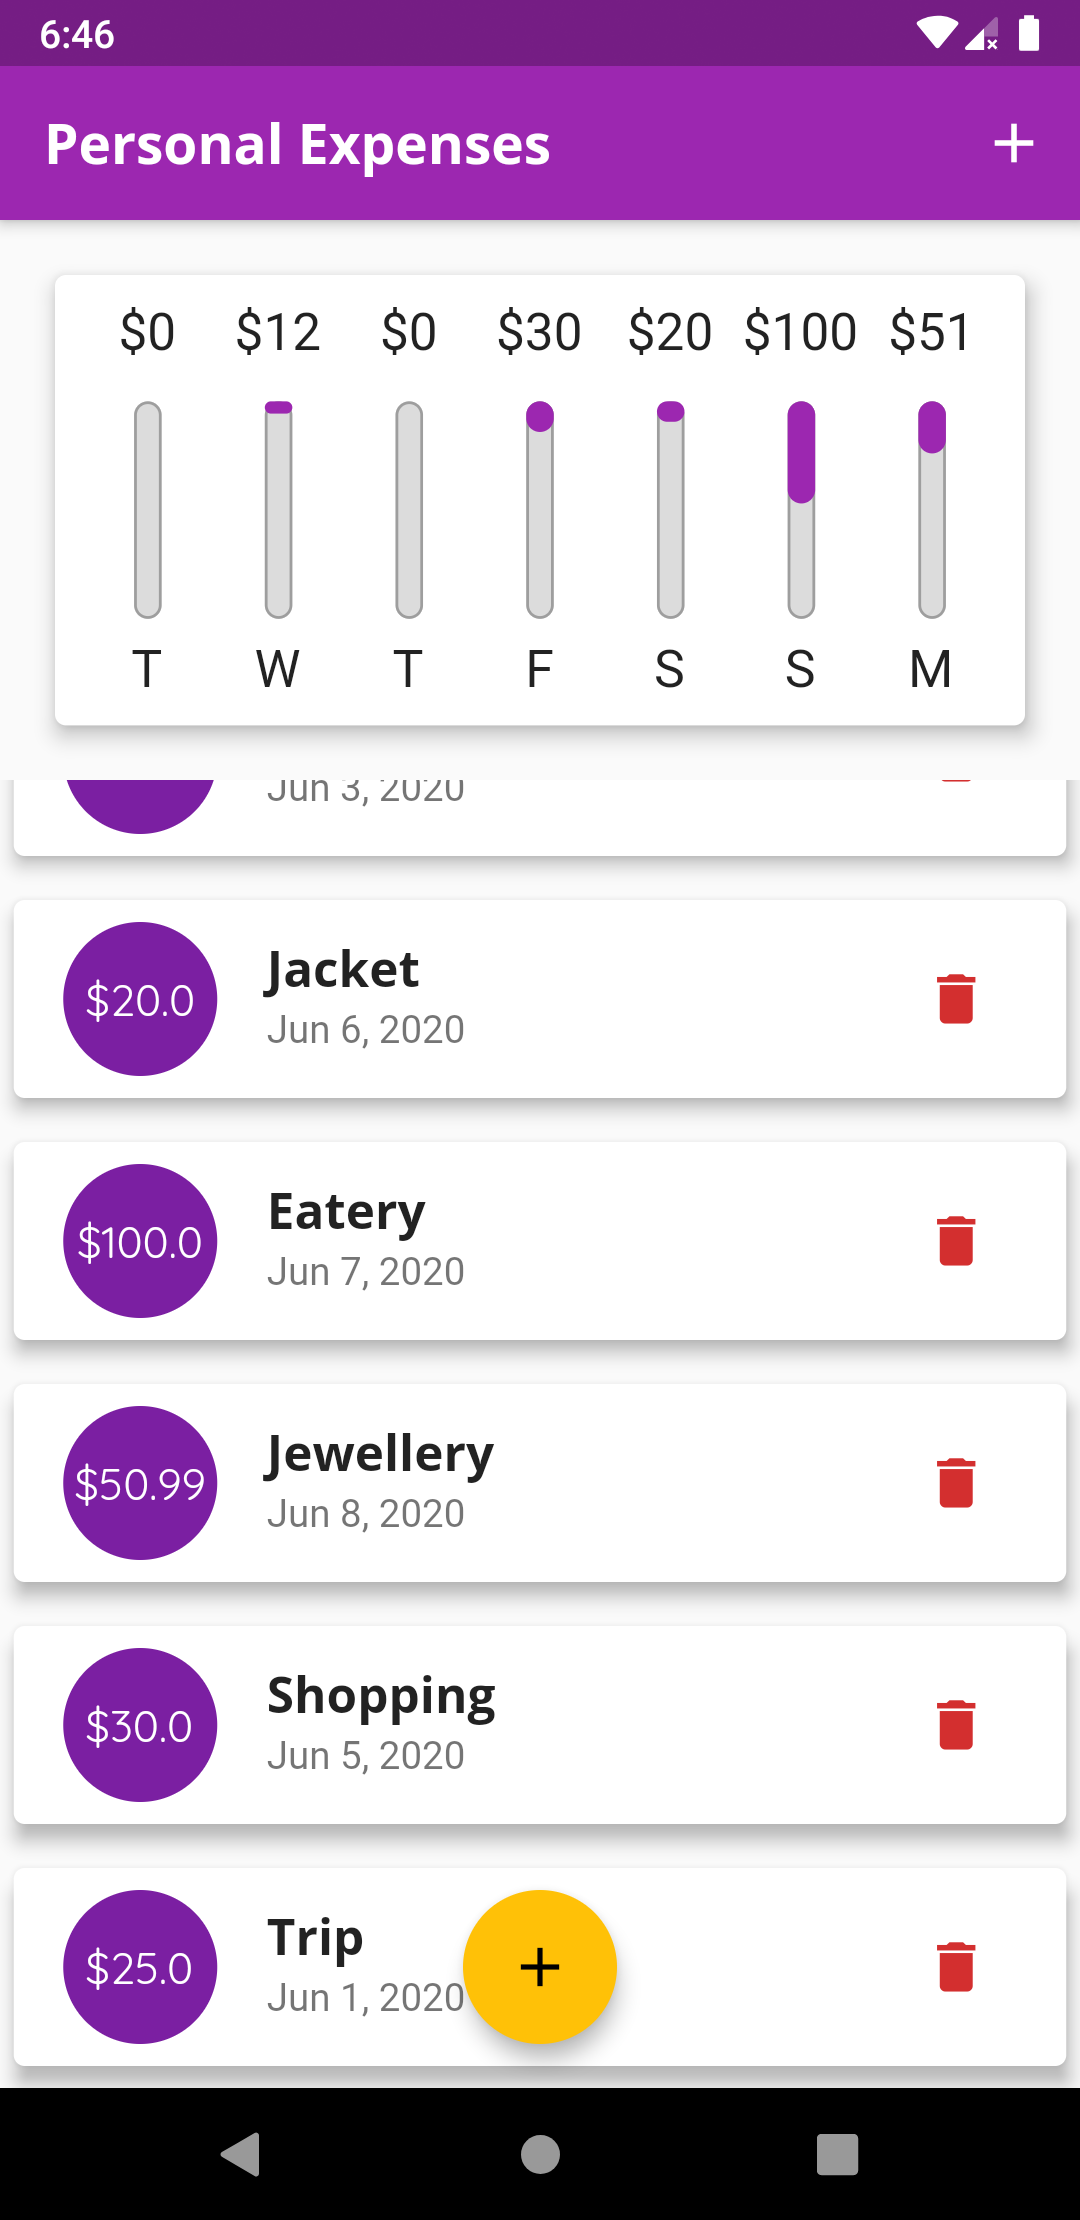 6:46
Personal Expenses
$0 $12 $0 $30 $20 $100 $51
T W T F S S M
Jun 3, 2020
$20.0
Jacket
Jun 6, 2020
$100.0
Eatery
Jun 7, 2020
$50.99
Jewellery
Jun 8, 2020
$30.0
Shopping
Jun 5, 2020
$25.0
Trip
Jun 1, 2020